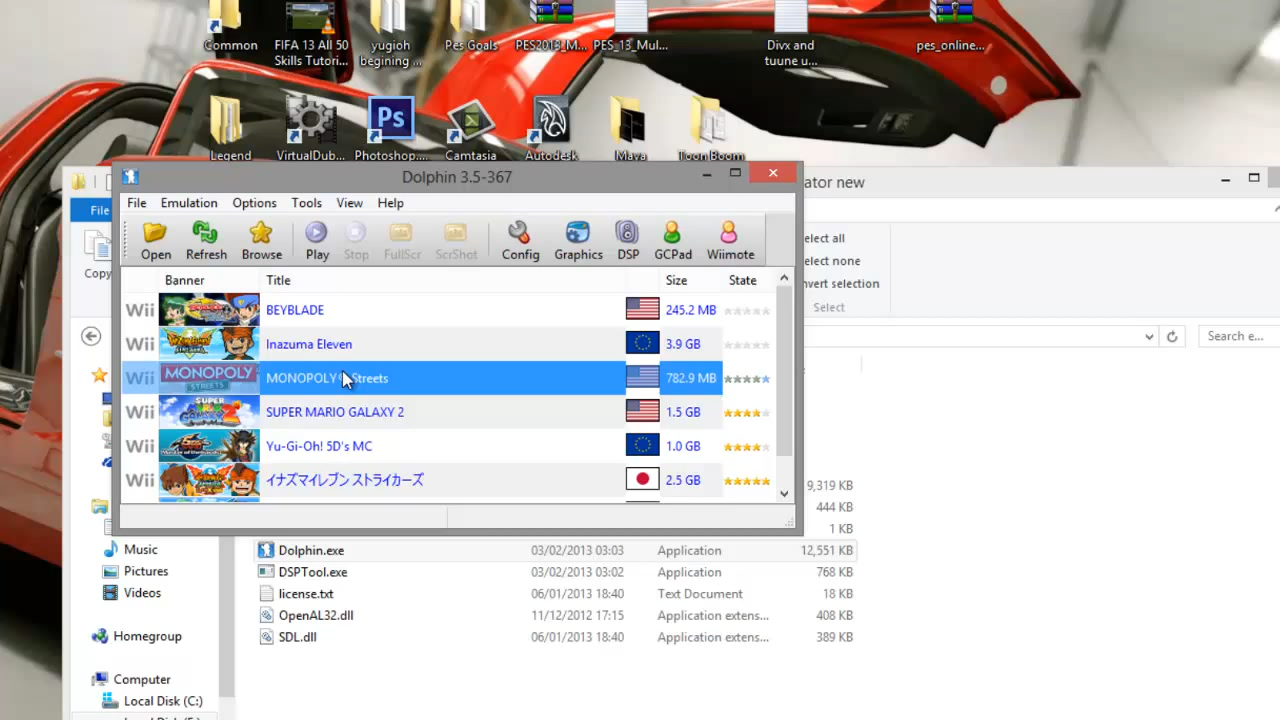 Common
FIFA 13 All 50
Skills Tutori...
yugioh
begining ...
Pes Goals
PES2013_M...
PES_13_Mul...
Divx and
tuune u...
pes_online...
Legend
VirtualDub...
Ps
Photoshop....
Camtasia
Autodesk
Maya
Toon Boom
Dolphin 3.5-367
ator new
File
File Emulation Options Tools View Help
Copy
Open Refresh Browse Play Stop FullScr ScrShot Config Graphics DSP GCPad Wiimote
elect all
elect none
nvert selection
Select
Banner Title Size State
Wii BEYBLADE 245.2 MB
Wii Inazuma Eleven 3.9 GB
Wii MONOPOLY STREETS MONOPOLY Streets 782.9 MB
Wii SUPER MARIO GALAXY 2 1.5 GB
Wii Yu-Gi-Oh! 5D's MC 1.0 GB
Wii イナズマイレブン ストライカーズ 2.5 GB
Search e...
9,319 KB
444 KB
1 KB
Dolphin.exe 03/02/2013 03:03 Application 12,551 KB
DSPTool.exe 03/02/2013 03:02 Application 768 KB
license.txt 06/01/2013 18:40 Text Document 18 KB
OpenAL32.dll 11/12/2012 17:15 Application extens... 408 KB
SDL.dll 06/01/2013 18:40 Application extens... 389 KB
Music
Pictures
Videos
Homegroup
Computer
Local Disk (C:)